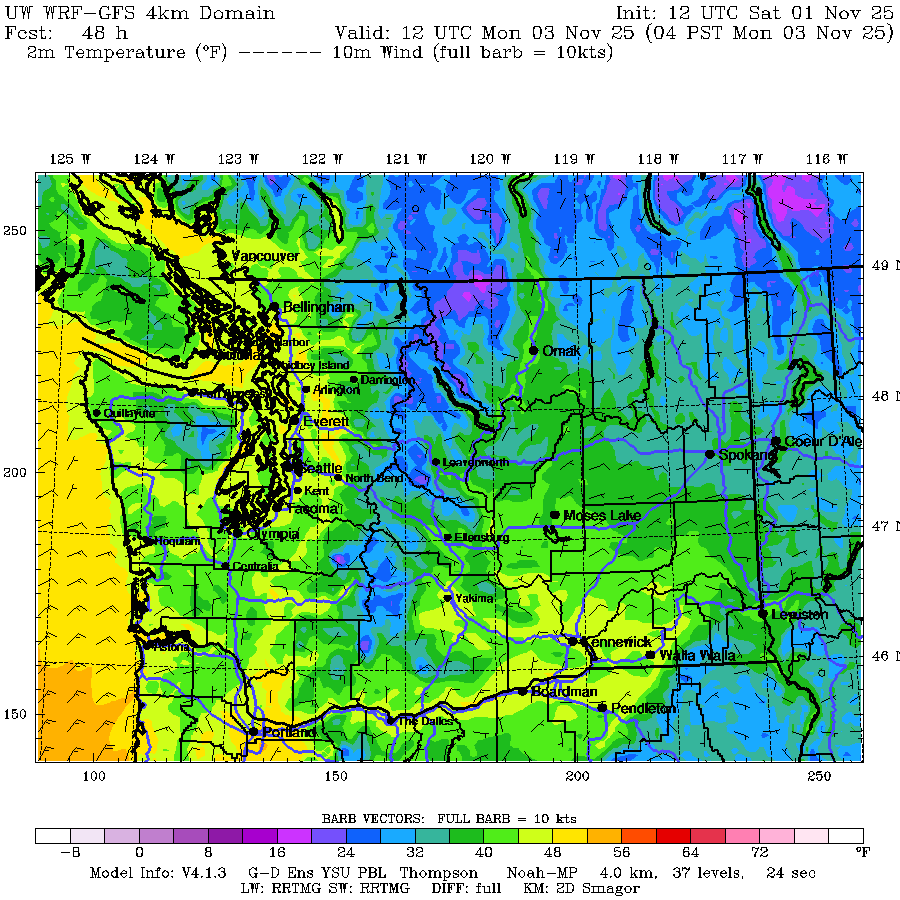 UW WRF-GFS 4km Domain Init: 12 UTC Sat 01 Nov 25
Fcst: 48 h Valid: 12 UTC Mon 03 Nov 25 (04 PST Mon 03 Nov 25)
2m Temperature (°F) ------ 10m Wind (full barb = 10kts)
125 W 124 W 123 W 122 W 121 W 120 W 119 W 118 W 117 W 116 W
250
Vancouver
49 N
Bellingham
Omak
Darrington
Arlington
48 N
Quillayute
Everett
Coeur D'Ale
Spokane
Leavenworth
200
Seattle
North Bend
Kent
Tacoma
Moses Lake
47 N
Olympia
Hoquiam
Ellensburg
Centralia
Yakima
Lewiston
Kennewick
Astoria
Walla Walla
46 N
Boardman
Pendleton
150
The Dalles
Portland
100 150 200 250
BARB VECTORS: FULL BARB = 10 kts
-8 0 8 16 24 32 40 48 56 64 72 °F
Model Info: V4.1.3 G-D Ens YSU PBL Thompson Noah-MP 4.0 km, 37 levels, 24 sec
LW: RRTMG SW: RRTMG DIFF: full KM: 2D Smagor